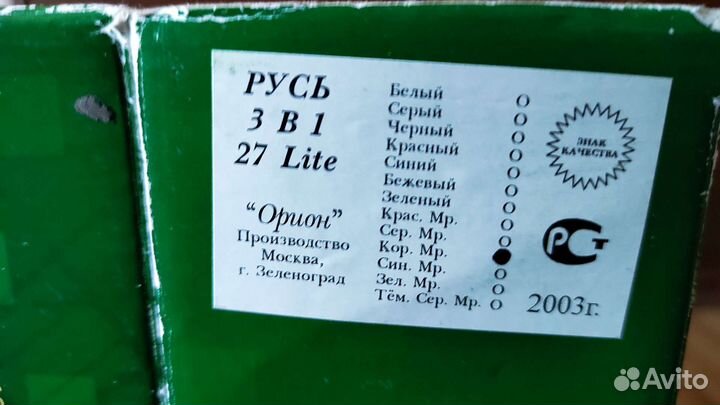 РУСЬ
3 В 1
27 Lite
"Орион"
Производство
Москва,
г. Зеленоград
Белый
Серый
Черный
Красный
Синий
Бежевый
Зеленый
Крас. Мр.
Сер. Мр.
Кор. Мр.
Син. Мр.
Зел. Мр.
Тём. Сер. Мр.
ЗНАК
КАЧЕСТВА
РСТ
2003г.
Avito